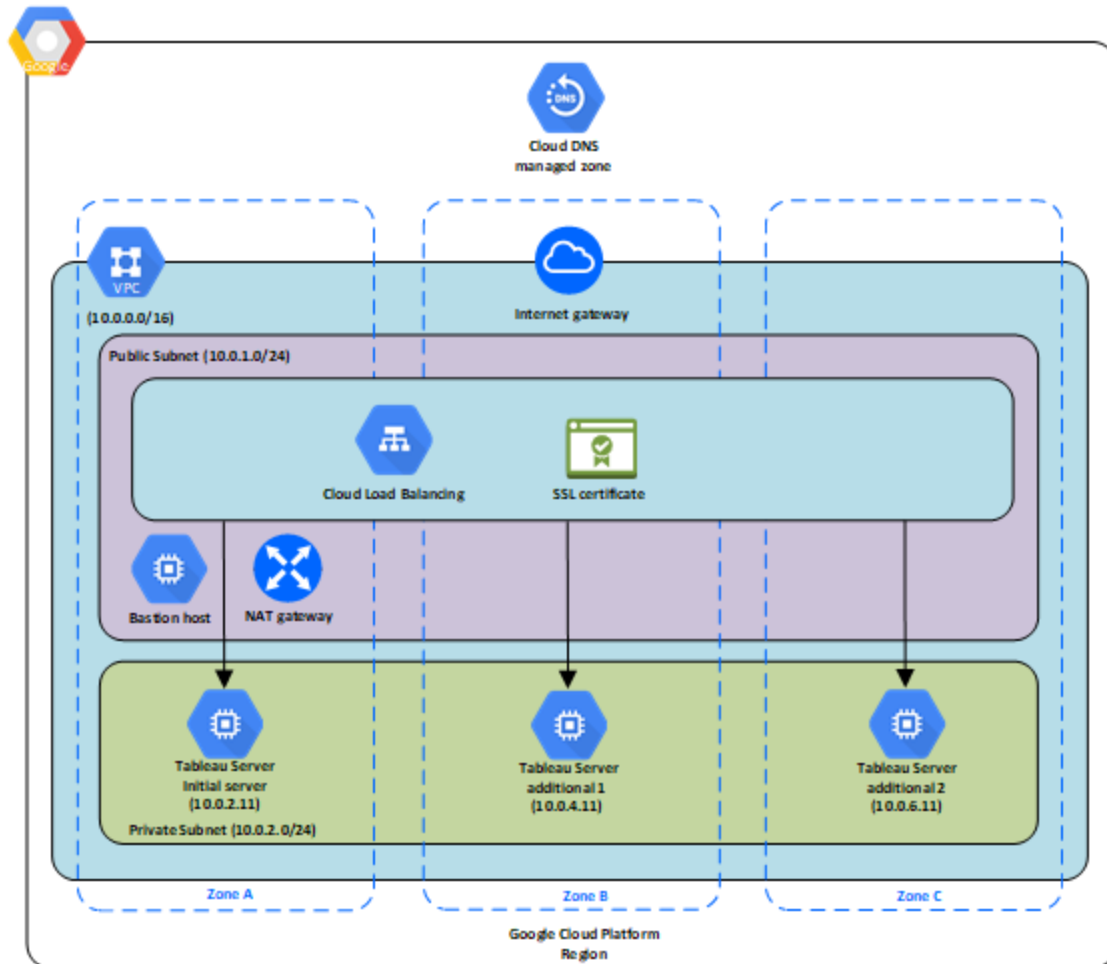 Google
DNS
Cloud DNS
managed zone
VPC
(10.0.0.0/16)
Internet gateway
Public Subnet (10.0.1.0/24)
Cloud Load Balancing
SSL certificate
Bastion host
NAT gateway
Tableau Server
Initial server
(10.0.2.11)
Tableau Server
additional 1
(10.0.4.11)
Tableau Server
additional 2
(10.0.6.11)
Private Subnet (10.0.2.0/24)
Zone A
Zone B
Zone C
Google Cloud Platform
Region